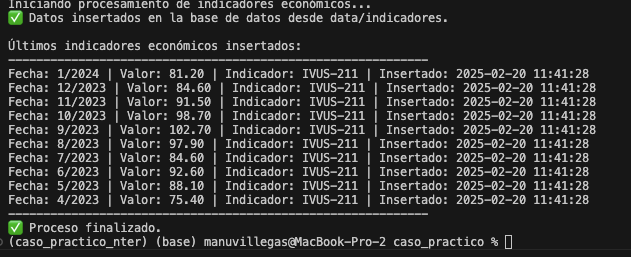 Iniciando procesamiento de indicadores económicos...
✅ Datos insertados en la base de datos desde data/indicadores.

Últimos indicadores económicos insertados:
------------------------------------------------------------
Fecha: 1/2024 | Valor: 81.20 | Indicador: IVUS-211 | Insertado: 2025-02-20 11:41:28
Fecha: 12/2023 | Valor: 84.60 | Indicador: IVUS-211 | Insertado: 2025-02-20 11:41:28
Fecha: 11/2023 | Valor: 91.50 | Indicador: IVUS-211 | Insertado: 2025-02-20 11:41:28
Fecha: 10/2023 | Valor: 98.70 | Indicador: IVUS-211 | Insertado: 2025-02-20 11:41:28
Fecha: 9/2023 | Valor: 102.70 | Indicador: IVUS-211 | Insertado: 2025-02-20 11:41:28
Fecha: 8/2023 | Valor: 97.90 | Indicador: IVUS-211 | Insertado: 2025-02-20 11:41:28
Fecha: 7/2023 | Valor: 84.60 | Indicador: IVUS-211 | Insertado: 2025-02-20 11:41:28
Fecha: 6/2023 | Valor: 92.60 | Indicador: IVUS-211 | Insertado: 2025-02-20 11:41:28
Fecha: 5/2023 | Valor: 88.10 | Indicador: IVUS-211 | Insertado: 2025-02-20 11:41:28
Fecha: 4/2023 | Valor: 75.40 | Indicador: IVUS-211 | Insertado: 2025-02-20 11:41:28
------------------------------------------------------------
✅ Proceso finalizado.
(caso_practico_nter) (base) manuvillegas@MacBook-Pro-2 caso_practico %